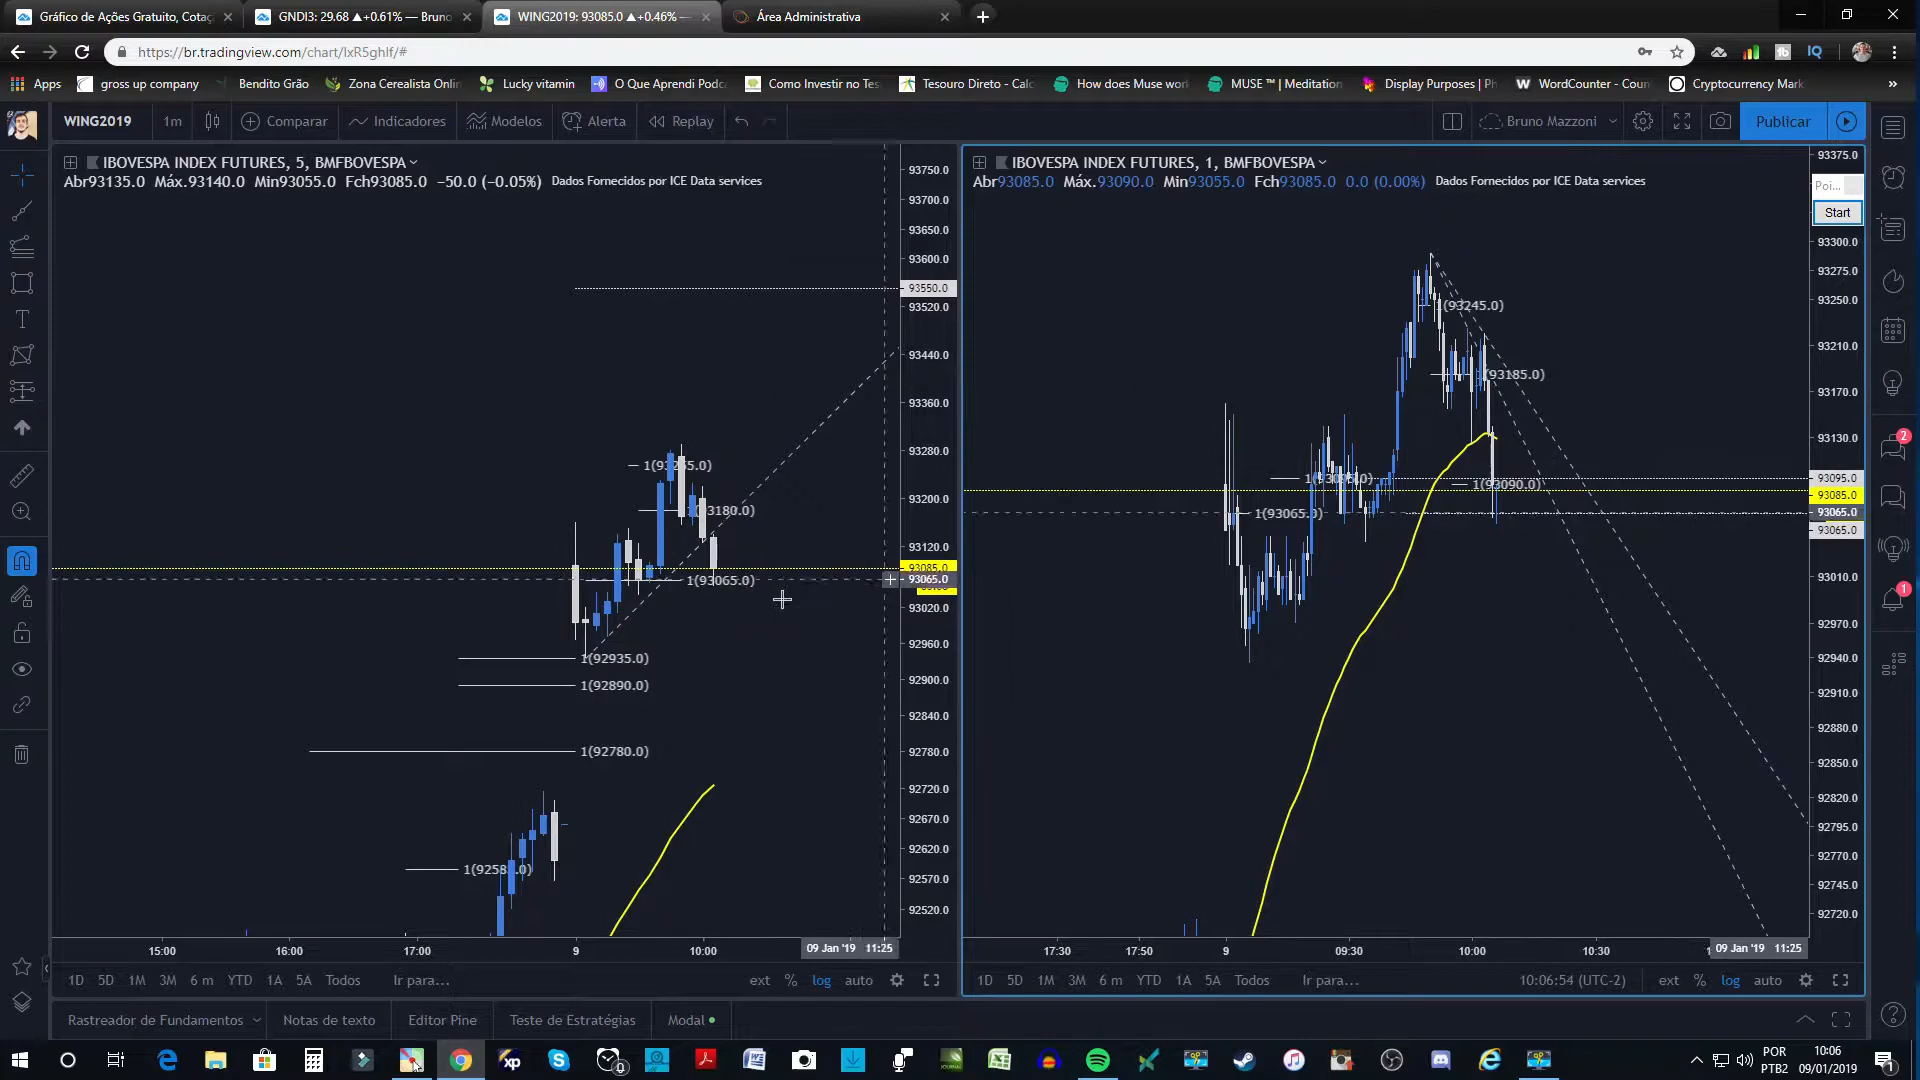 Gráfico de Ações Gratuito, Cotaç
GNDI3: 29.68 ▲+0.61% — Bruno
WING2019: 93085.0 ▲+0.46% —
Área Administrativa
https://br.tradingview.com/chart/IxR5ghlf/#
Apps
gross up company
Bendito Grão
Zona Cerealista Onli
Lucky vitamin
O Que Aprendi Podc
Como Investir no Tes
Tesouro Direto - Calc
How does Muse work
MUSE ™ | Meditation
Display Purposes | Ph
WordCounter - Coun
Cryptocurrency Mark
WING2019
1m
Comparar
Indicadores
Modelos
Alerta
Replay
Bruno Mazzoni
Publicar
IBOVESPA INDEX FUTURES, 5, BMFBOVESPA
Abr93135.0 Máx.93140.0 Min93055.0 Fch93085.0 −50.0 (−0.05%) Dados Fornecidos por ICE Data services
93750.0
93700.0
93650.0
93600.0
93550.0
93520.0
93440.0
93360.0
93280.0
93200.0
93120.0
93085.0
93065.0
93020.0
92960.0
92900.0
92840.0
92780.0
92720.0
92670.0
92620.0
92570.0
92520.0
1(93180.0)
1(93065.0)
1(92935.0)
1(92890.0)
1(92780.0)
15:00
16:00
17:00
9
10:00
09 Jan '19 11:25
1D 5D 1M 3M 6 m YTD 1A 5A Todos
Ir para...
ext % log auto
IBOVESPA INDEX FUTURES, 1, BMFBOVESPA
Abr93085.0 Máx.93090.0 Min93055.0 Fch93085.0 0.0 (0.00%) Dados Fornecidos por ICE Data services
Poi...
Start
93375.0
93300.0
93275.0
93250.0
93210.0
93170.0
93130.0
93095.0
93085.0
93065.0
93065.0
93010.0
92970.0
92940.0
92910.0
92880.0
92850.0
92820.0
92795.0
92770.0
92745.0
92720.0
1(93245.0)
1(93185.0)
1(93090.0)
1(93065.0)
17:30
17:50
9
09:30
10:00
10:30
09 Jan '19 11:25
1D 5D 1M 3M 6 m YTD 1A 5A Todos
Ir para...
10:06:54 (UTC-2)
ext % log auto
2
1
Rastreador de Fundamentos
Notas de texto
Editor Pine
Teste de Estratégias
Modal
xp
POR
PTB2
10:06
09/01/2019
1